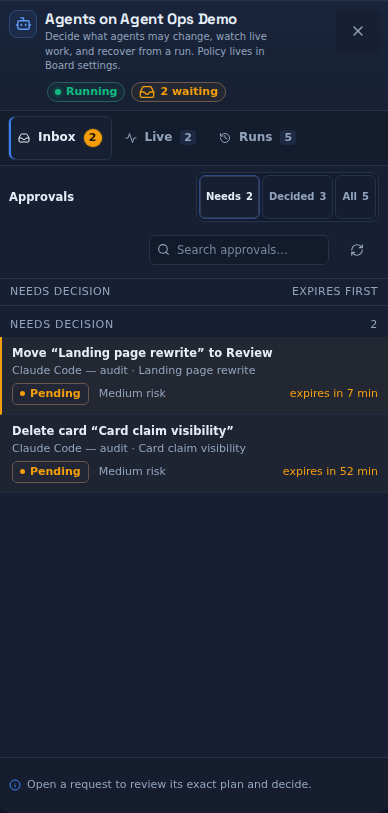 Agents on Agent Ops Demo
Decide what agents may change, watch live
work, and recover from a run. Policy lives in
Board settings.
Running 2 waiting
Inbox 2 Live 2 Runs 5
Approvals Needs 2 Decided 3 All 5
Search approvals...
NEEDS DECISION EXPIRES FIRST
NEEDS DECISION 2
Move “Landing page rewrite” to Review
Claude Code — audit · Landing page rewrite
Pending Medium risk expires in 7 min
Delete card “Card claim visibility”
Claude Code — audit · Card claim visibility
Pending Medium risk expires in 52 min
Open a request to review its exact plan and decide.